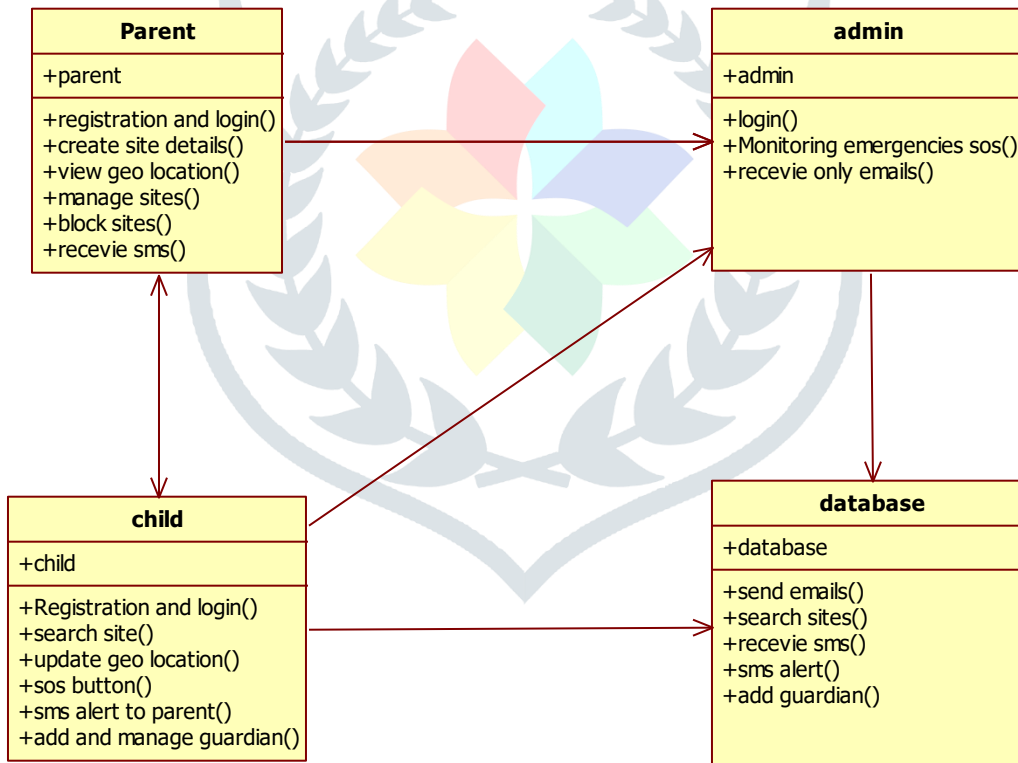 Parent
+parent
+registration and login()
+create site details()
+view geo location()
+manage sites()
+block sites()
+recevie sms()
admin
+admin
+login()
+Monitoring emergencies sos()
+recevie only emails()
child
+child
+Registration and login()
+search site()
+update geo location()
+sos button()
+sms alert to parent()
+add and manage guardian()
database
+database
+send emails()
+search sites()
+recevie sms()
+sms alert()
+add guardian()